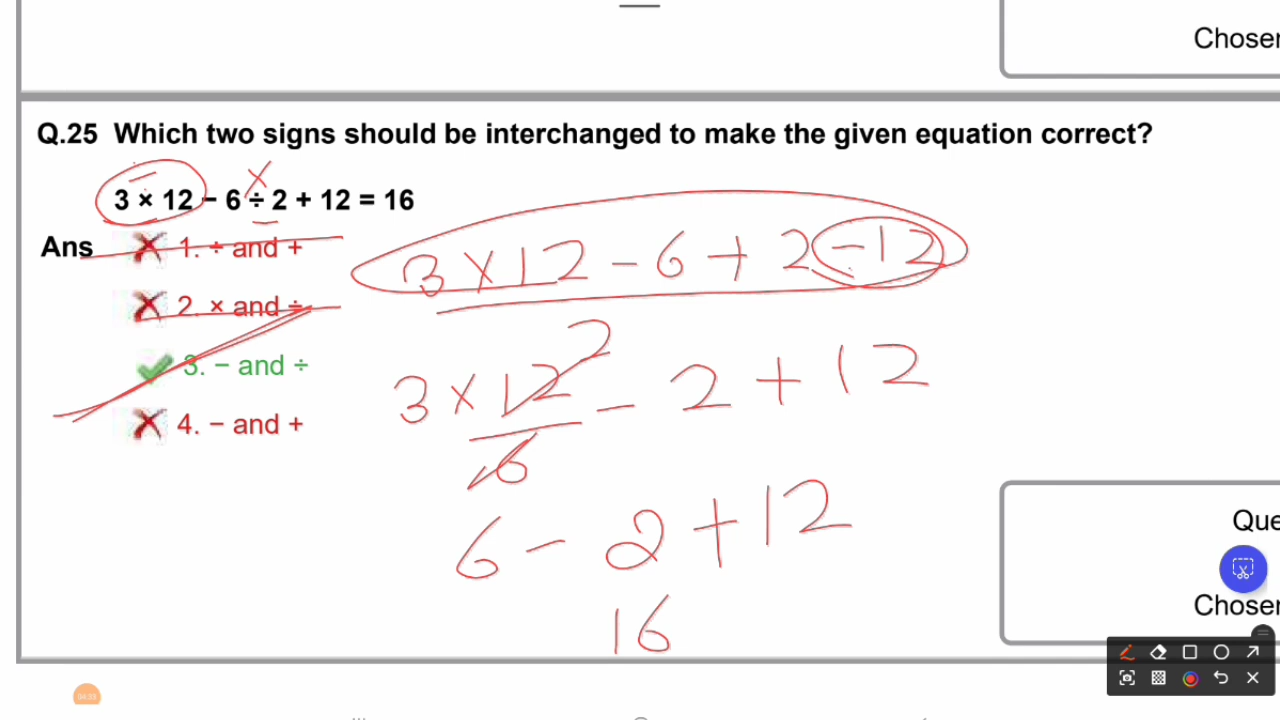 Chosen
Q.25 Which two signs should be interchanged to make the given equation correct?
– ×
3 × 12 − 6 ÷ 2 + 12 = 16
Ans 1. ÷ and +
2. × and ÷
3. − and ÷
4. − and +
3 × 12 − 6 + 2 − 12
2
3 × 12 − 2 + 12
6
6 − 2 + 12
16
Que
Chosen